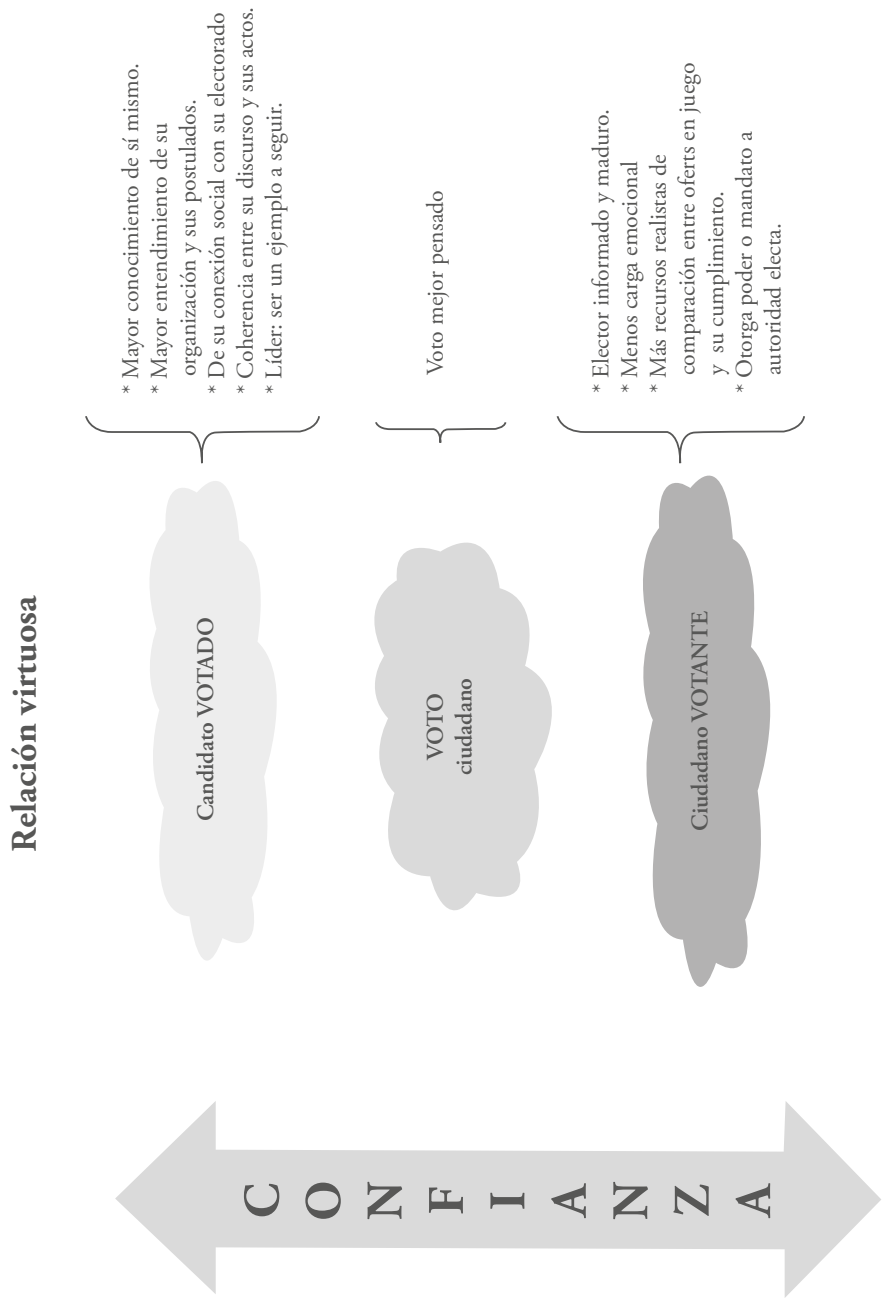 Relación virtuosa
C
O
N
F
I
A
N
Z
A
Candidato VOTADO
* Mayor conocimiento de sí mismo.
* Mayor entendimiento de su
organización y sus postulados.
* De su conexión social con su electorado
* Coherencia entre su discurso y sus actos.
* Líder: ser un ejemplo a seguir.
VOTO
ciudadano
Voto mejor pensado
Ciudadano VOTANTE
* Elector informado y maduro.
* Menos carga emocional
* Más recursos realistas de
comparación entre oferts en juego
y su cumplimiento.
* Otorga poder o mandato a
autoridad electa.